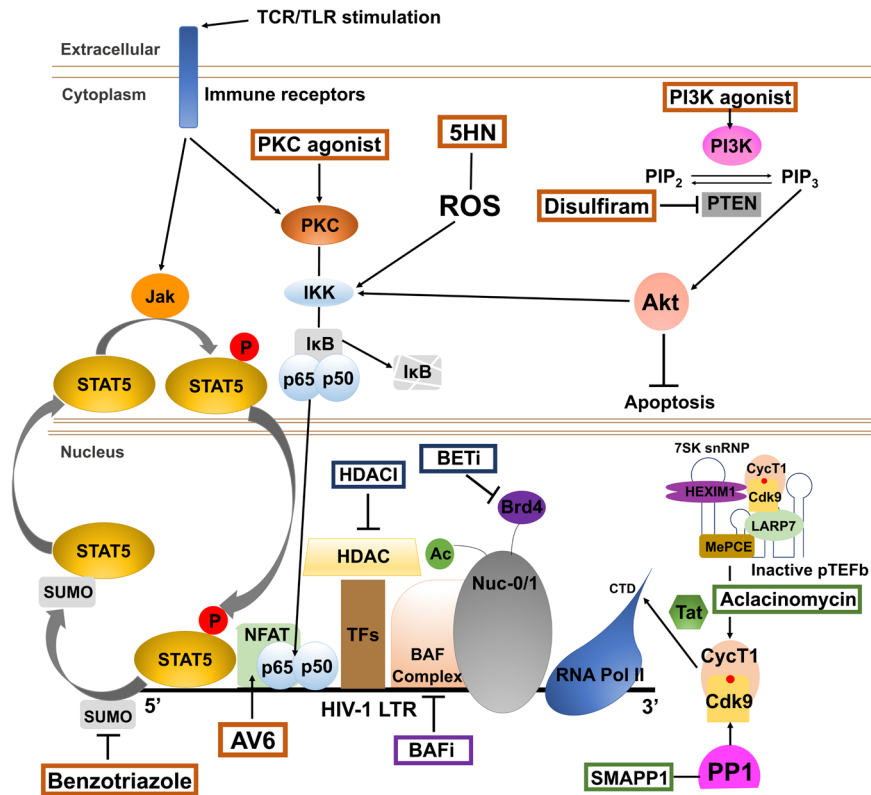 TCR/TLR stimulation
Extracellular
Cytoplasm
Immune receptors
PI3K agonist
5HN
PKC agonist
PI3K
PIP2
PIP3
Disulfiram
PTEN
ROS
PKC
Jak
IKK
Akt
P
IκB
STAT5
STAT5
p65
p50
IκB
Apoptosis
Nucleus
7SK snRNP
BETi
HDACI
CycT1
HEXIM1
Cdk9
Brd4
LARP7
STAT5
HDAC
Ac
MePCE
Nuc-0/1
Inactive pTEFb
SUMO
CTD
Tat
Aclacinomycin
P
NFAT
TFs
STAT5
p65
p50
BAF
Complex
CycT1
RNA Pol II
Cdk9
5’
HIV-1 LTR
3’
SUMO
AV6
BAFi
Benzotriazole
SMAPP1
PP1